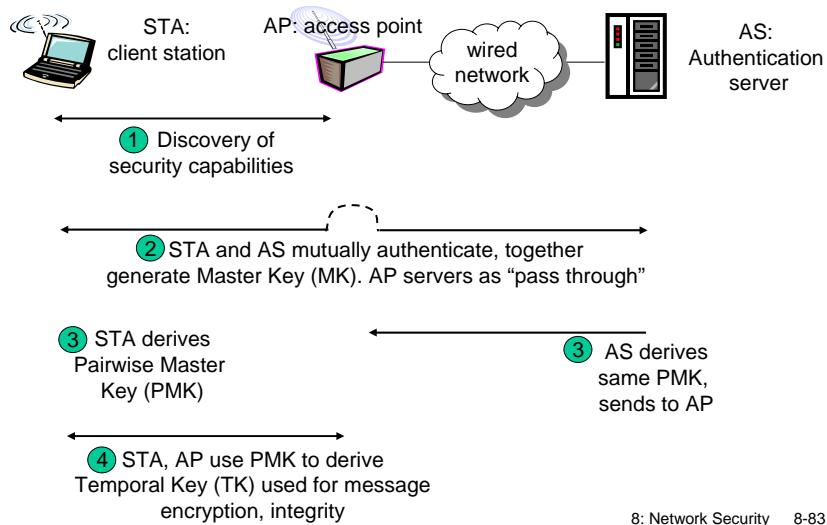 STA:
client station
AP: access point
wired
network
AS:
Authentication
server
1 Discovery of
security capabilities
2 STA and AS mutually authenticate, together
generate Master Key (MK). AP servers as “pass through”
3 STA derives
Pairwise Master
Key (PMK)
3 AS derives
same PMK,
sends to AP
4 STA, AP use PMK to derive
Temporal Key (TK) used for message
encryption, integrity
8: Network Security 8-83